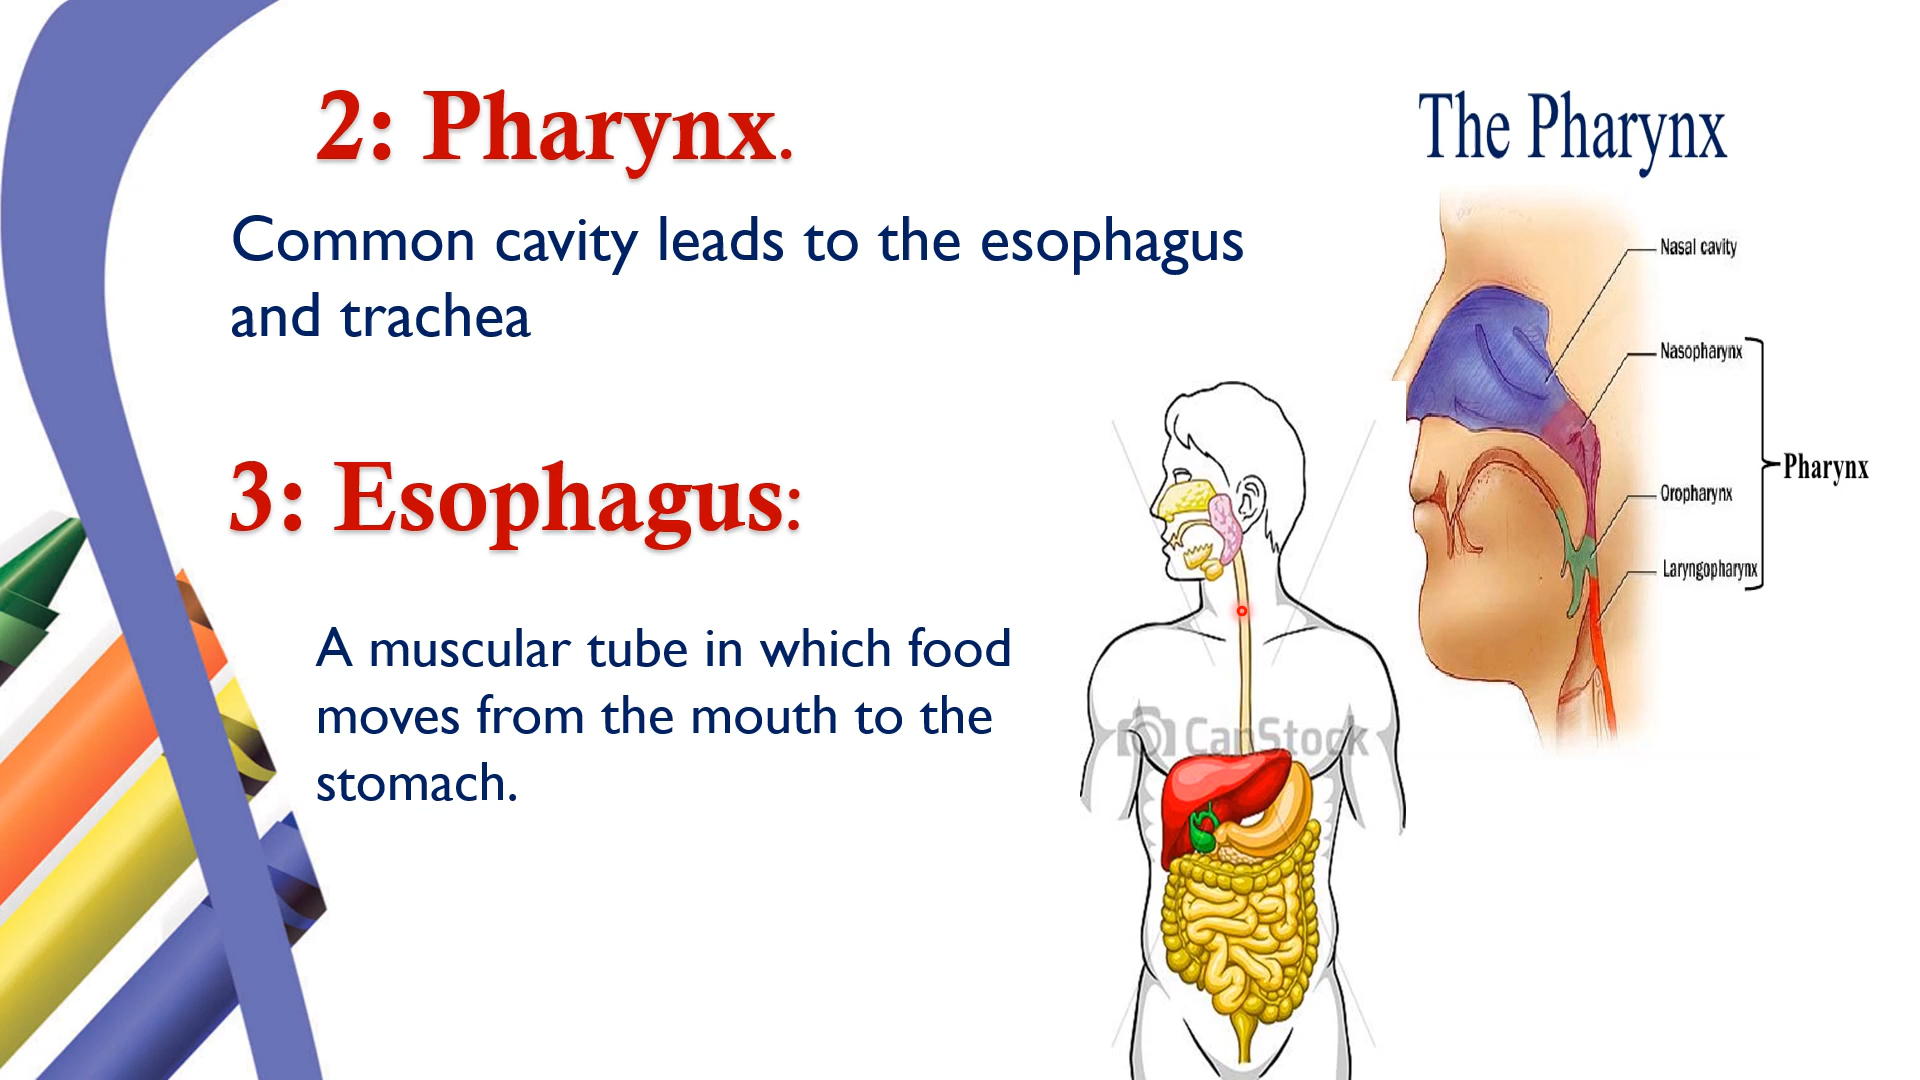 2: Pharynx.
Common cavity leads to the esophagus
and trachea
3: Esophagus:
A muscular tube in which food
moves from the mouth to the
stomach.
The Pharynx
Nasal cavity
Nasopharynx
Pharynx
Oropharynx
Laryngopharynx
CanStock